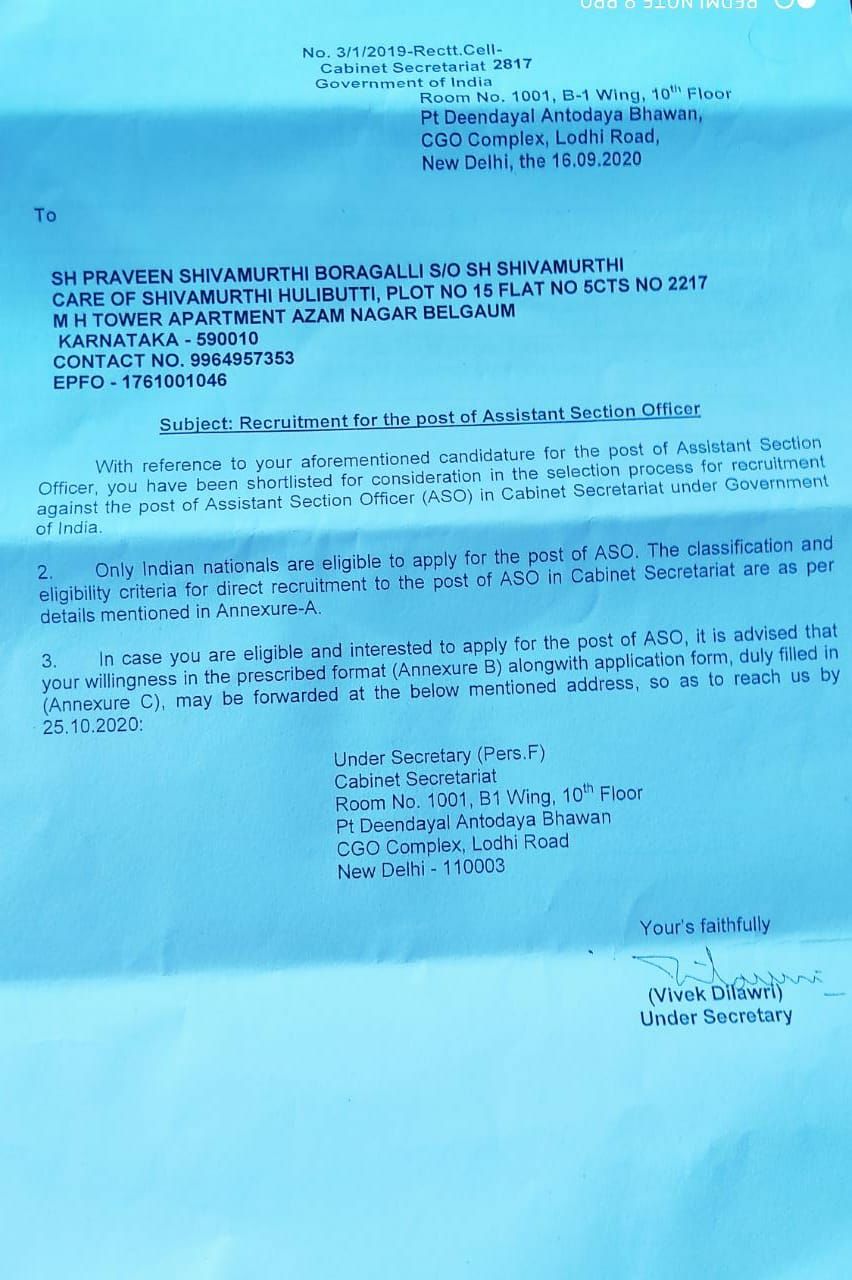 REDMI NOTE 8 PRO
No. 3/1/2019-Rectt.Cell-
Cabinet Secretariat 2817
Government of India
Room No. 1001, B-1 Wing, 10th Floor
Pt Deendayal Antodaya Bhawan,
CGO Complex, Lodhi Road,
New Delhi, the 16.09.2020
To
SH PRAVEEN SHIVAMURTHI BORAGALLI S/O SH SHIVAMURTHI
CARE OF SHIVAMURTHI HULIBUTTI, PLOT NO 15 FLAT NO 5CTS NO 2217
M H TOWER APARTMENT AZAM NAGAR BELGAUM
KARNATAKA - 590010
CONTACT NO. 9964957353
EPFO - 1761001046
Subject: Recruitment for the post of Assistant Section Officer
With reference to your aforementioned candidature for the post of Assistant Section
Officer, you have been shortlisted for consideration in the selection process for recruitment
against the post of Assistant Section Officer (ASO) in Cabinet Secretariat under Government
of India.
2. Only Indian nationals are eligible to apply for the post of ASO. The classification and
eligibility criteria for direct recruitment to the post of ASO in Cabinet Secretariat are as per
details mentioned in Annexure-A.
3. In case you are eligible and interested to apply for the post of ASO, it is advised that
your willingness in the prescribed format (Annexure B) alongwith application form, duly filled in
(Annexure C), may be forwarded at the below mentioned address, so as to reach us by
25.10.2020:
Under Secretary (Pers.F)
Cabinet Secretariat
Room No. 1001, B1 Wing, 10th Floor
Pt Deendayal Antodaya Bhawan
CGO Complex, Lodhi Road
New Delhi - 110003
Your's faithfully
(Vivek Dilawri)
Under Secretary